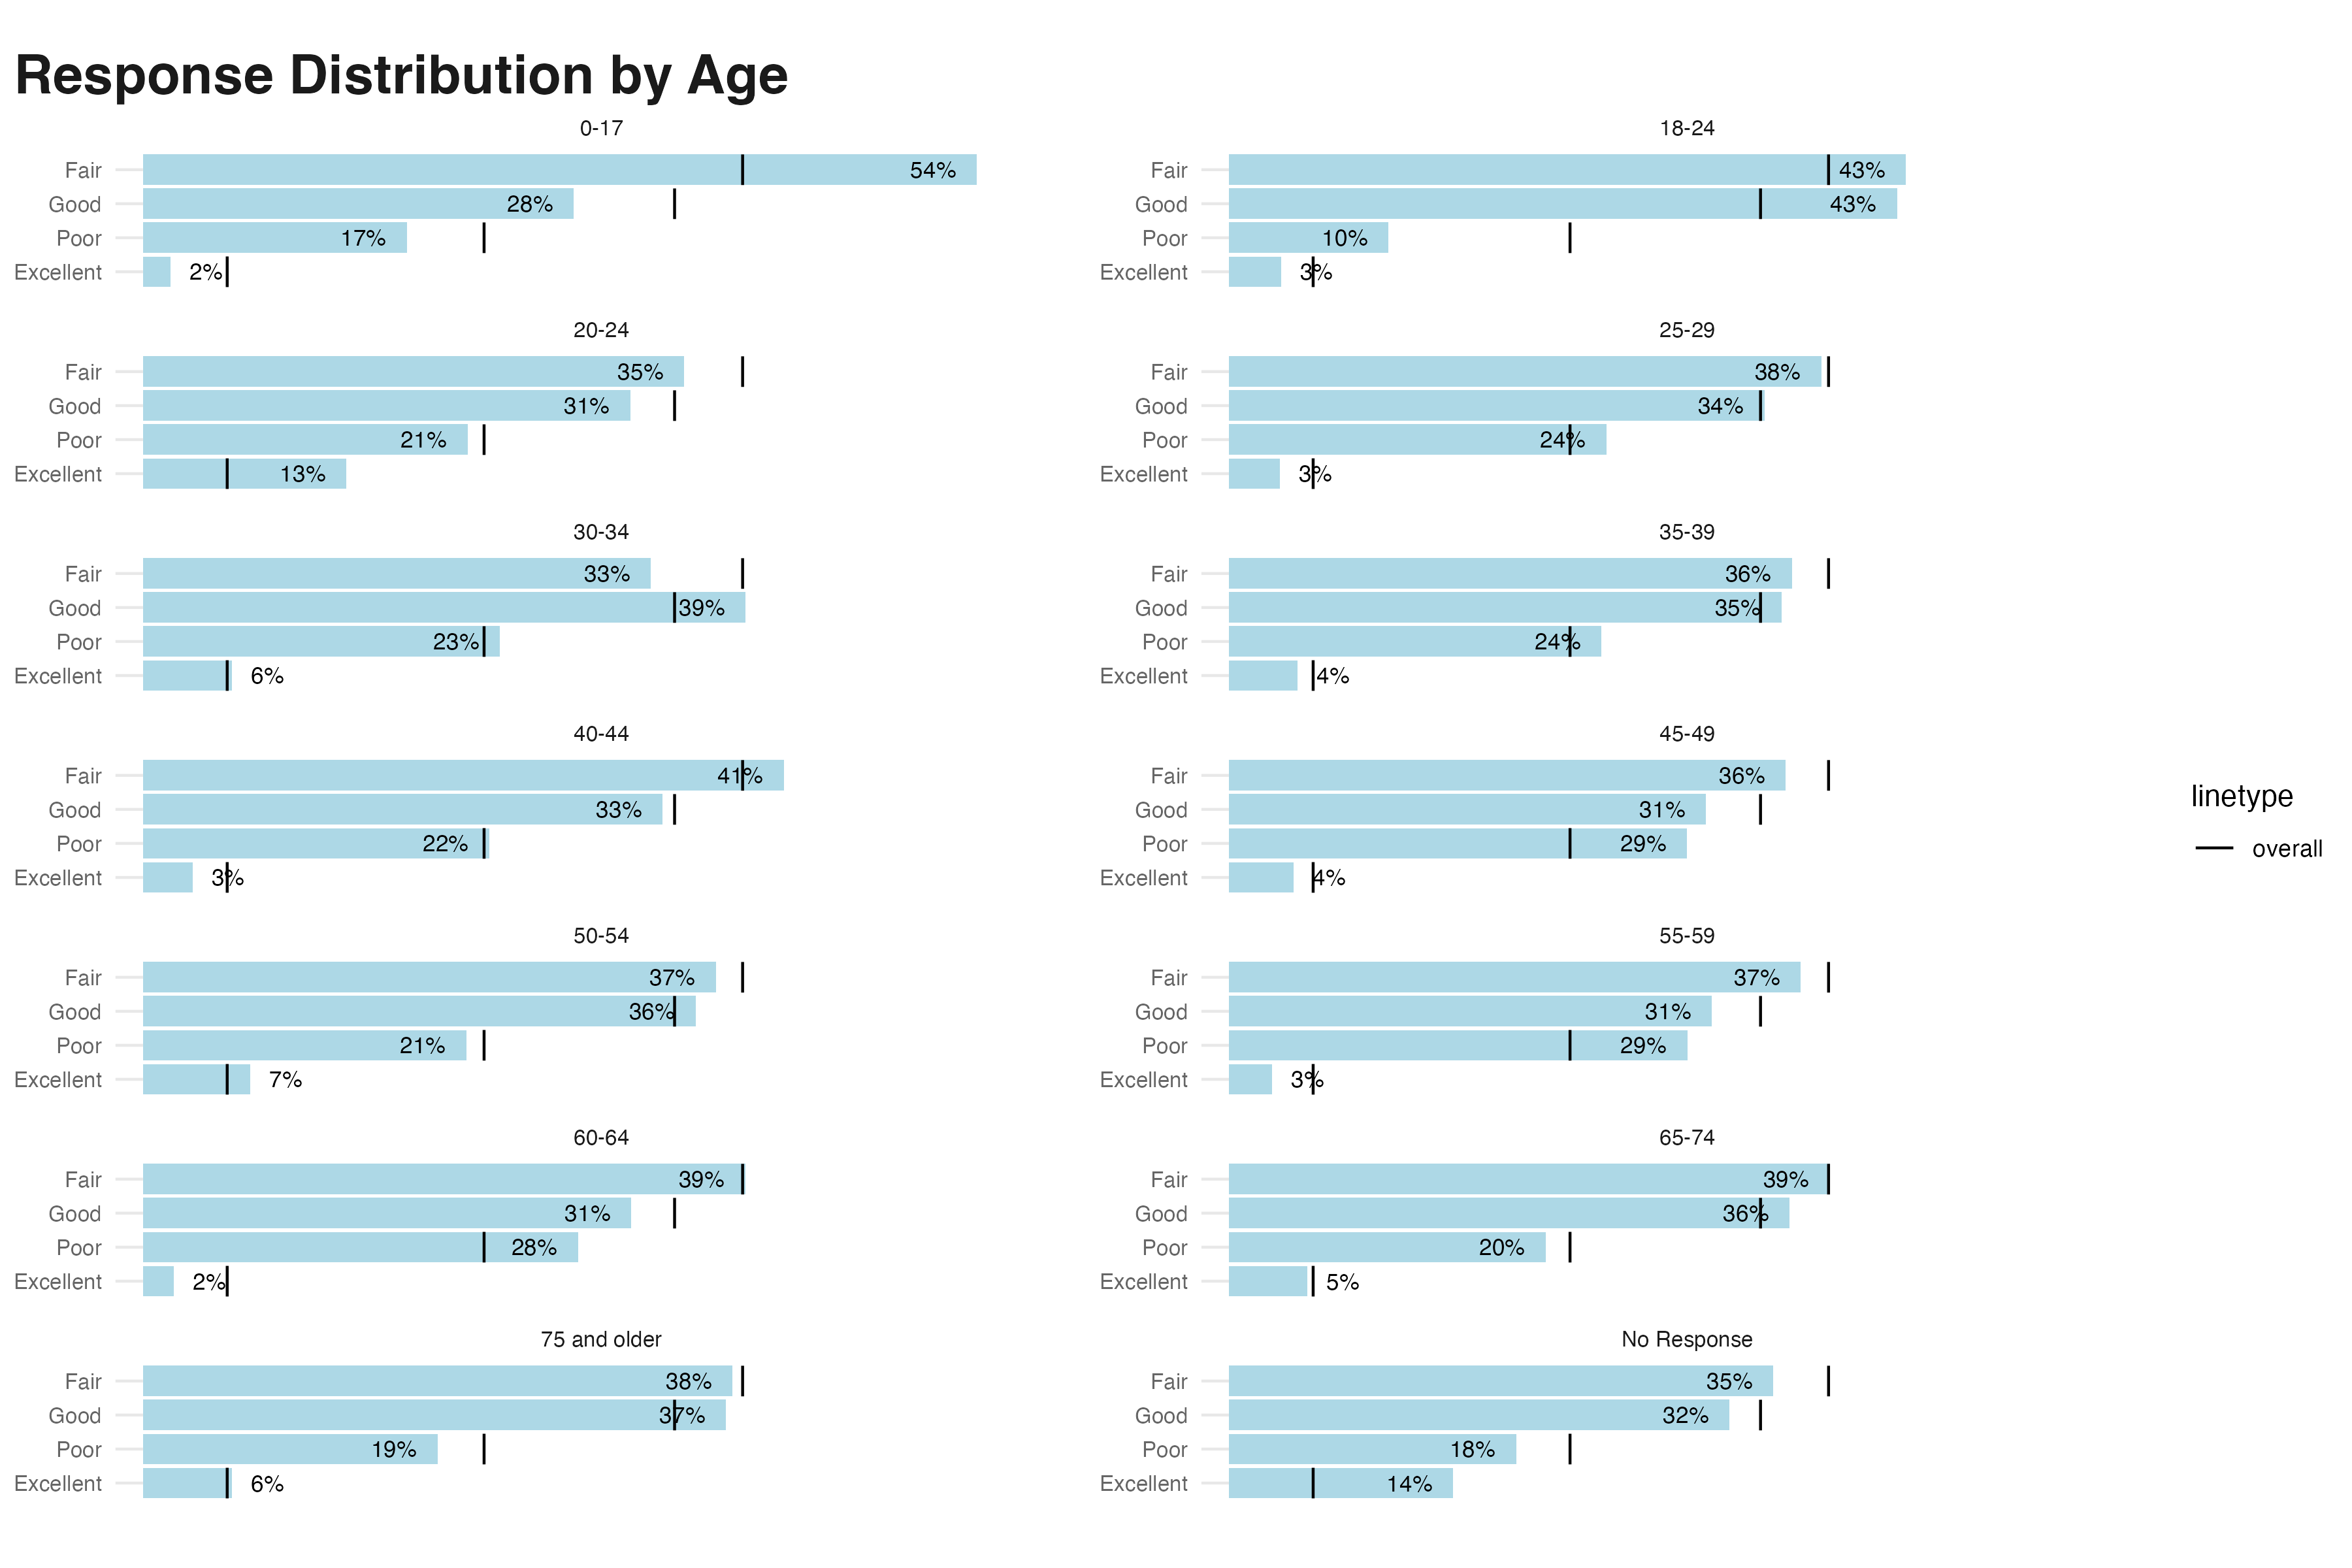 Response Distribution by Age
0-17
Fair 54%
Good 28%
Poor 17%
Excellent 2%
18-24
Fair 43%
Good 43%
Poor 10%
Excellent 3%
20-24
Fair 35%
Good 31%
Poor 21%
Excellent 13%
25-29
Fair 38%
Good 34%
Poor 24%
Excellent 3%
30-34
Fair 33%
Good 39%
Poor 23%
Excellent 6%
35-39
Fair 36%
Good 35%
Poor 24%
Excellent 4%
40-44
Fair 41%
Good 33%
Poor 22%
Excellent 3%
45-49
Fair 36%
Good 31%
Poor 29%
Excellent 4%
50-54
Fair 37%
Good 36%
Poor 21%
Excellent 7%
55-59
Fair 37%
Good 31%
Poor 29%
Excellent 3%
60-64
Fair 39%
Good 31%
Poor 28%
Excellent 2%
65-74
Fair 39%
Good 36%
Poor 20%
Excellent 5%
75 and older
Fair 38%
Good 37%
Poor 19%
Excellent 6%
No Response
Fair 35%
Good 32%
Poor 18%
Excellent 14%
linetype
overall